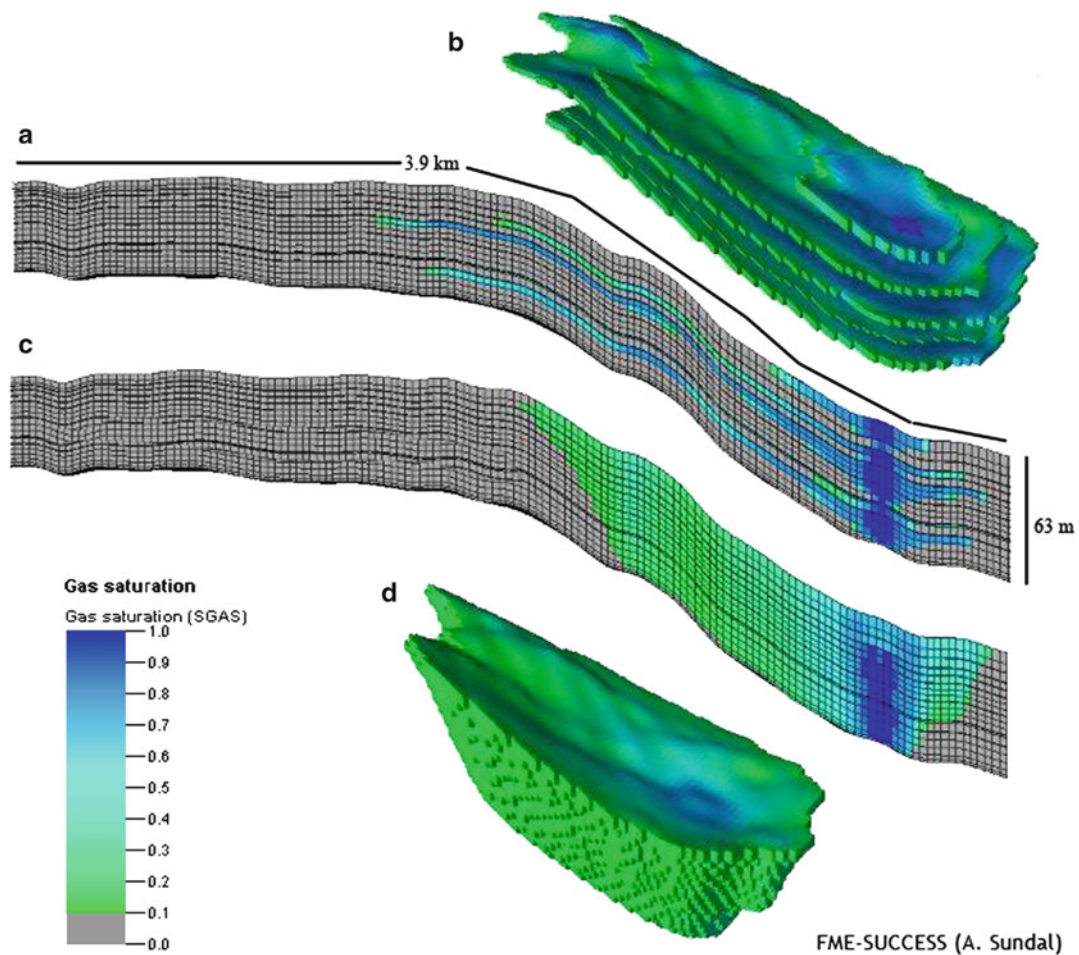 b
a
3.9 km
c
63 m
Gas saturation
Gas saturation (SGAS)
d
1.0
0.9
0.8
0.7
0.6
0.5
0.4
0.3
0.2
0.1
0.0
FME-SUCCESS (A. Sundal)